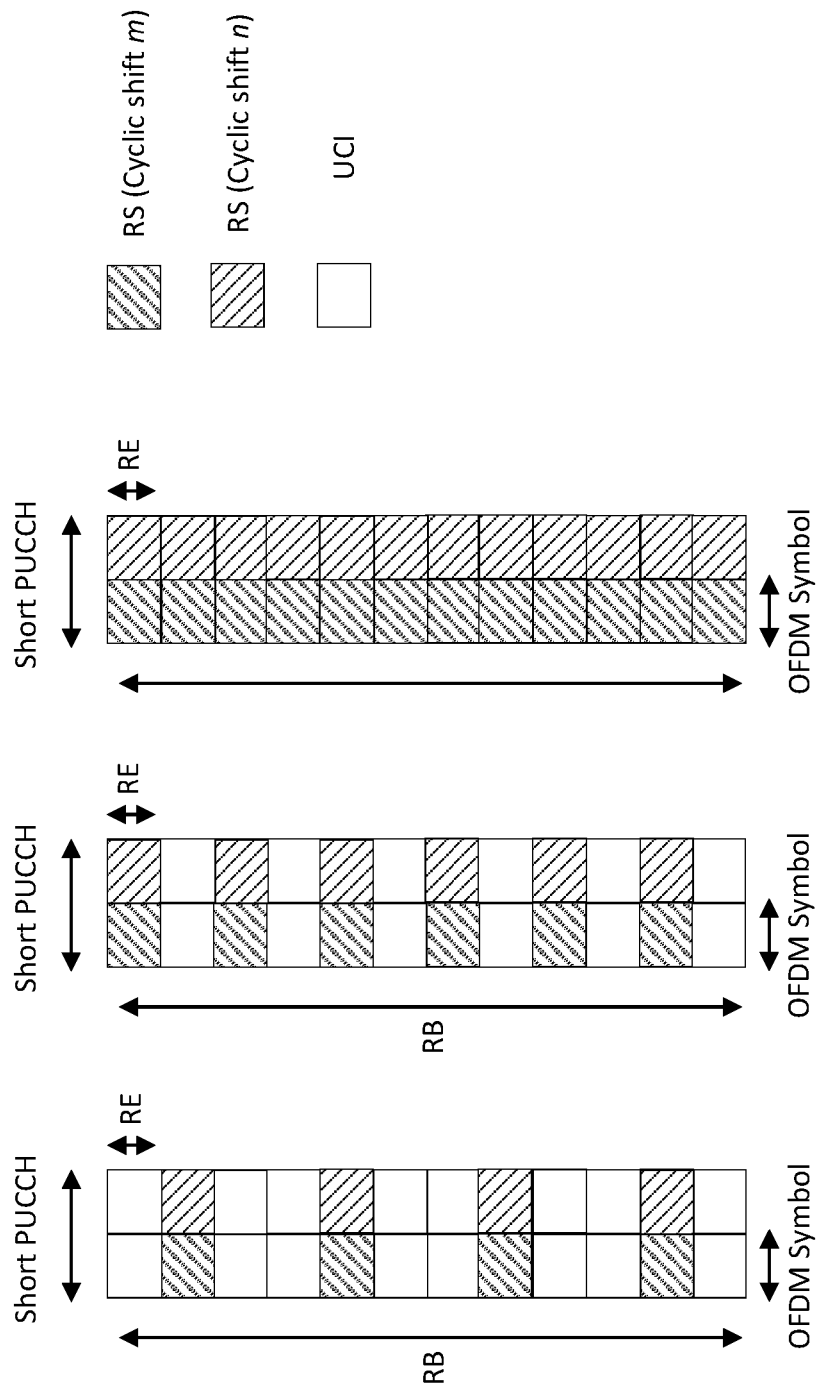 RS (Cyclic shift m)
RS (Cyclic shift n)
UCI
Short PUCCH
RE
OFDM Symbol
Short PUCCH
RE
RB
OFDM Symbol
Short PUCCH
RE
RB
OFDM Symbol